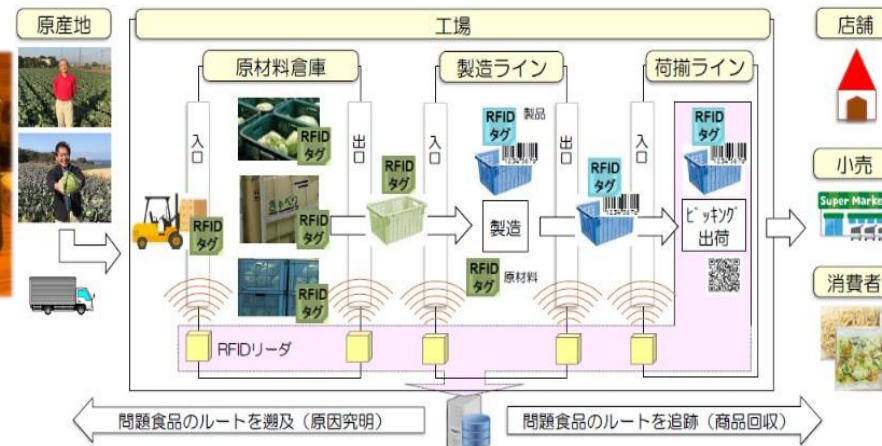 原産地
工場
店舗
原材料倉庫
製造ライン
荷揃ライン
入口
出口
入口
出口
入口
RFID
タグ
RFID
タグ
RFID
タグ
RFID
タグ
RFID
タグ
RFID
タグ
製品
RFID
タグ
RFID
タグ
RFID
タグ
原材料
きゃべつ
製造
ピッキング
出荷
小売
Super Market
消費者
RFIDリーダ
問題食品のルートを遡及（原因究明）
問題食品のルートを追跡（商品回収）